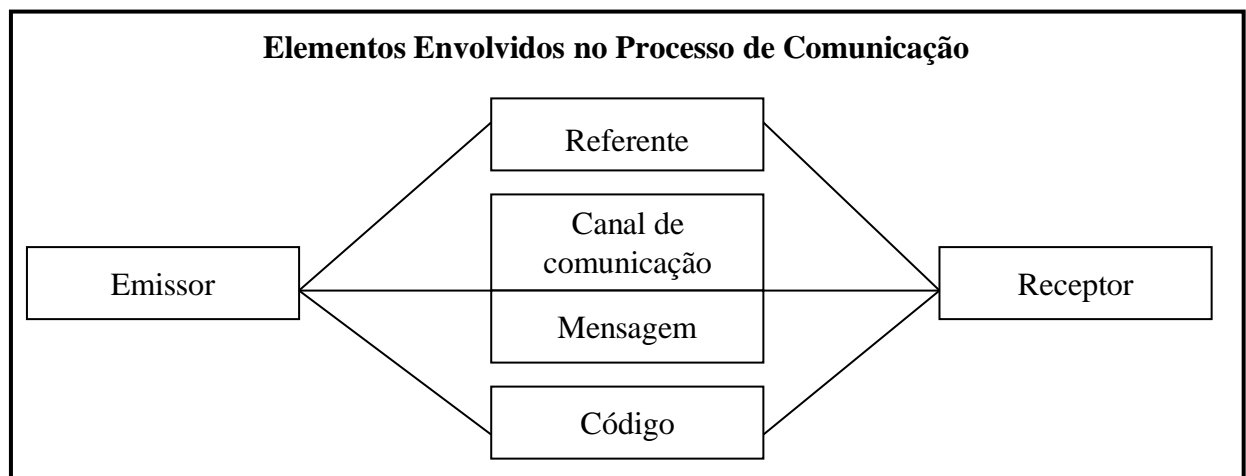 Elementos Envolvidos no Processo de Comunicação
Referente
Canal de
comunicação
Emissor
Receptor
Mensagem
Código